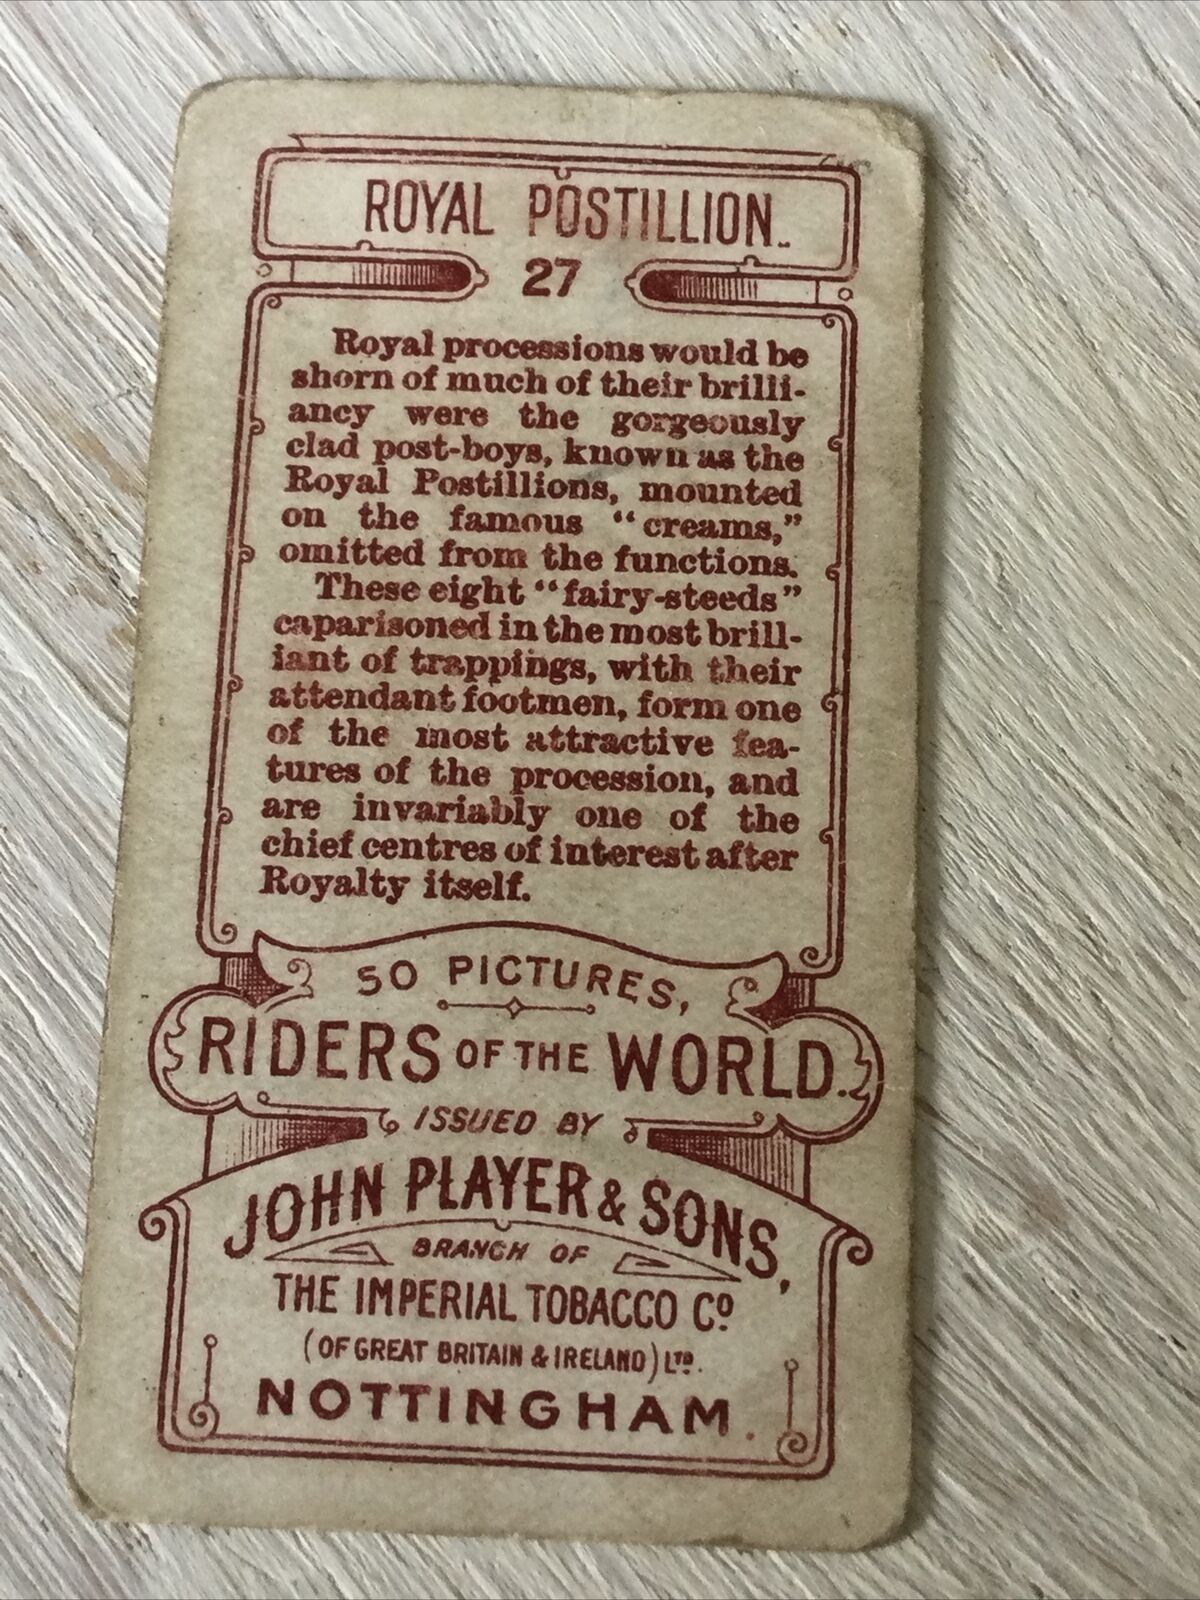 ROYAL POSTILLION.
27
Royal processions would be
shorn of much of their brilli-
ancy were the gorgeously
clad post-boys, known as the
Royal Postillions, mounted
on the famous “creams,”
omitted from the functions.
These eight “fairy-steeds”
caparisoned in the most brill-
iant of trappings, with their
attendant footmen, form one
of the most attractive fea-
tures of the procession, and
are invariably one of the
chief centres of interest after
Royalty itself.
50 PICTURES,
RIDERS OF THE WORLD.
ISSUED BY
JOHN PLAYER & SONS,
BRANCH OF
THE IMPERIAL TOBACCO Cº
(OF GREAT BRITAIN & IRELAND) LTD.
NOTTINGHAM.